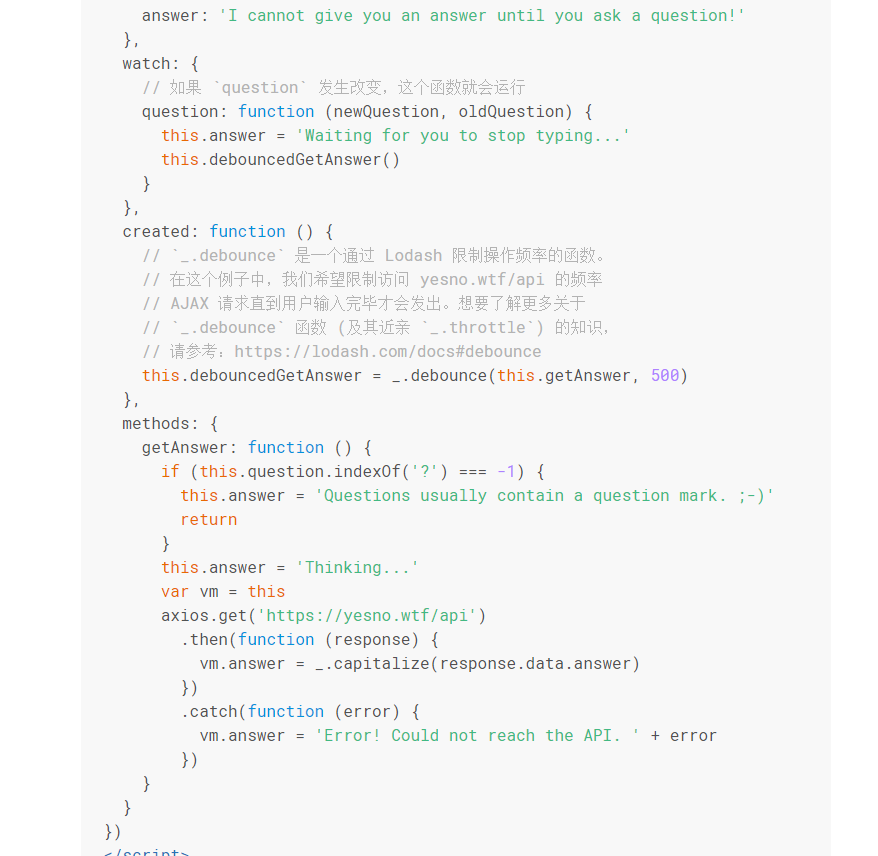 answer: 'I cannot give you an answer until you ask a question!'
},
watch: {
// 如果 `question` 发生改变，这个函数就会运行
question: function (newQuestion, oldQuestion) {
this.answer = 'Waiting for you to stop typing...'
this.debouncedGetAnswer()
}
},
created: function () {
// `_.debounce` 是一个通过 Lodash 限制操作频率的函数。
// 在这个例子中，我们希望限制访问 yesno.wtf/api 的频率
// AJAX 请求直到用户输入完毕才会发出。想要了解更多关于
// `_.debounce` 函数 (及其近亲 `_.throttle`) 的知识，
// 请参考：https://lodash.com/docs#debounce
this.debouncedGetAnswer = _.debounce(this.getAnswer, 500)
},
methods: {
getAnswer: function () {
if (this.question.indexOf('?') === -1) {
this.answer = 'Questions usually contain a question mark. ;-)'
return
}
this.answer = 'Thinking...'
var vm = this
axios.get('https://yesno.wtf/api')
.then(function (response) {
vm.answer = _.capitalize(response.data.answer)
})
.catch(function (error) {
vm.answer = 'Error! Could not reach the API. ' + error
})
}
}
})
</script>